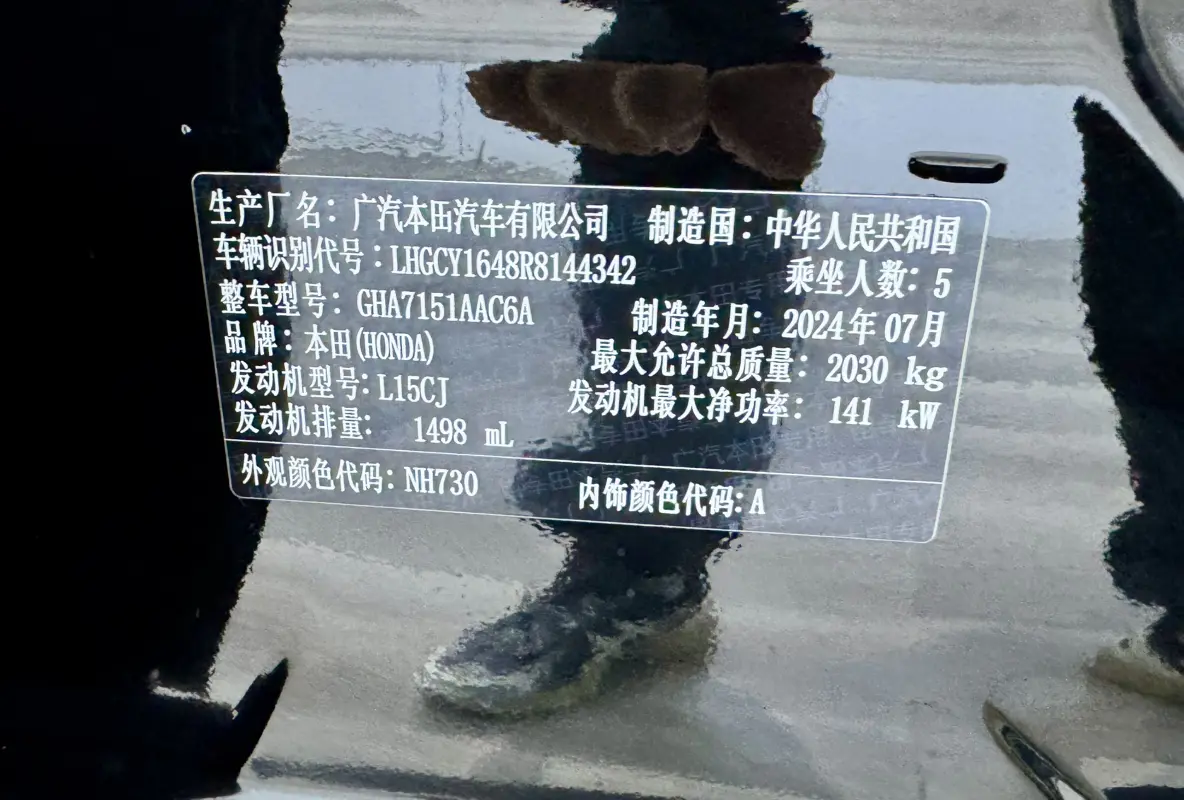 生产厂名：广汽本田汽车有限公司 制造国：中华人民共和国
车辆识别代号：LHGCY1648R8144342 乘坐人数：5
整车型号：GHA7151AAC6A 制造年月：2024年07月
品牌：本田(HONDA) 最大允许总质量：2030 kg
发动机型号：L15CJ 发动机最大净功率：141 kW
发动机排量：1498 mL
外观颜色代码：NH730 内饰颜色代码：A